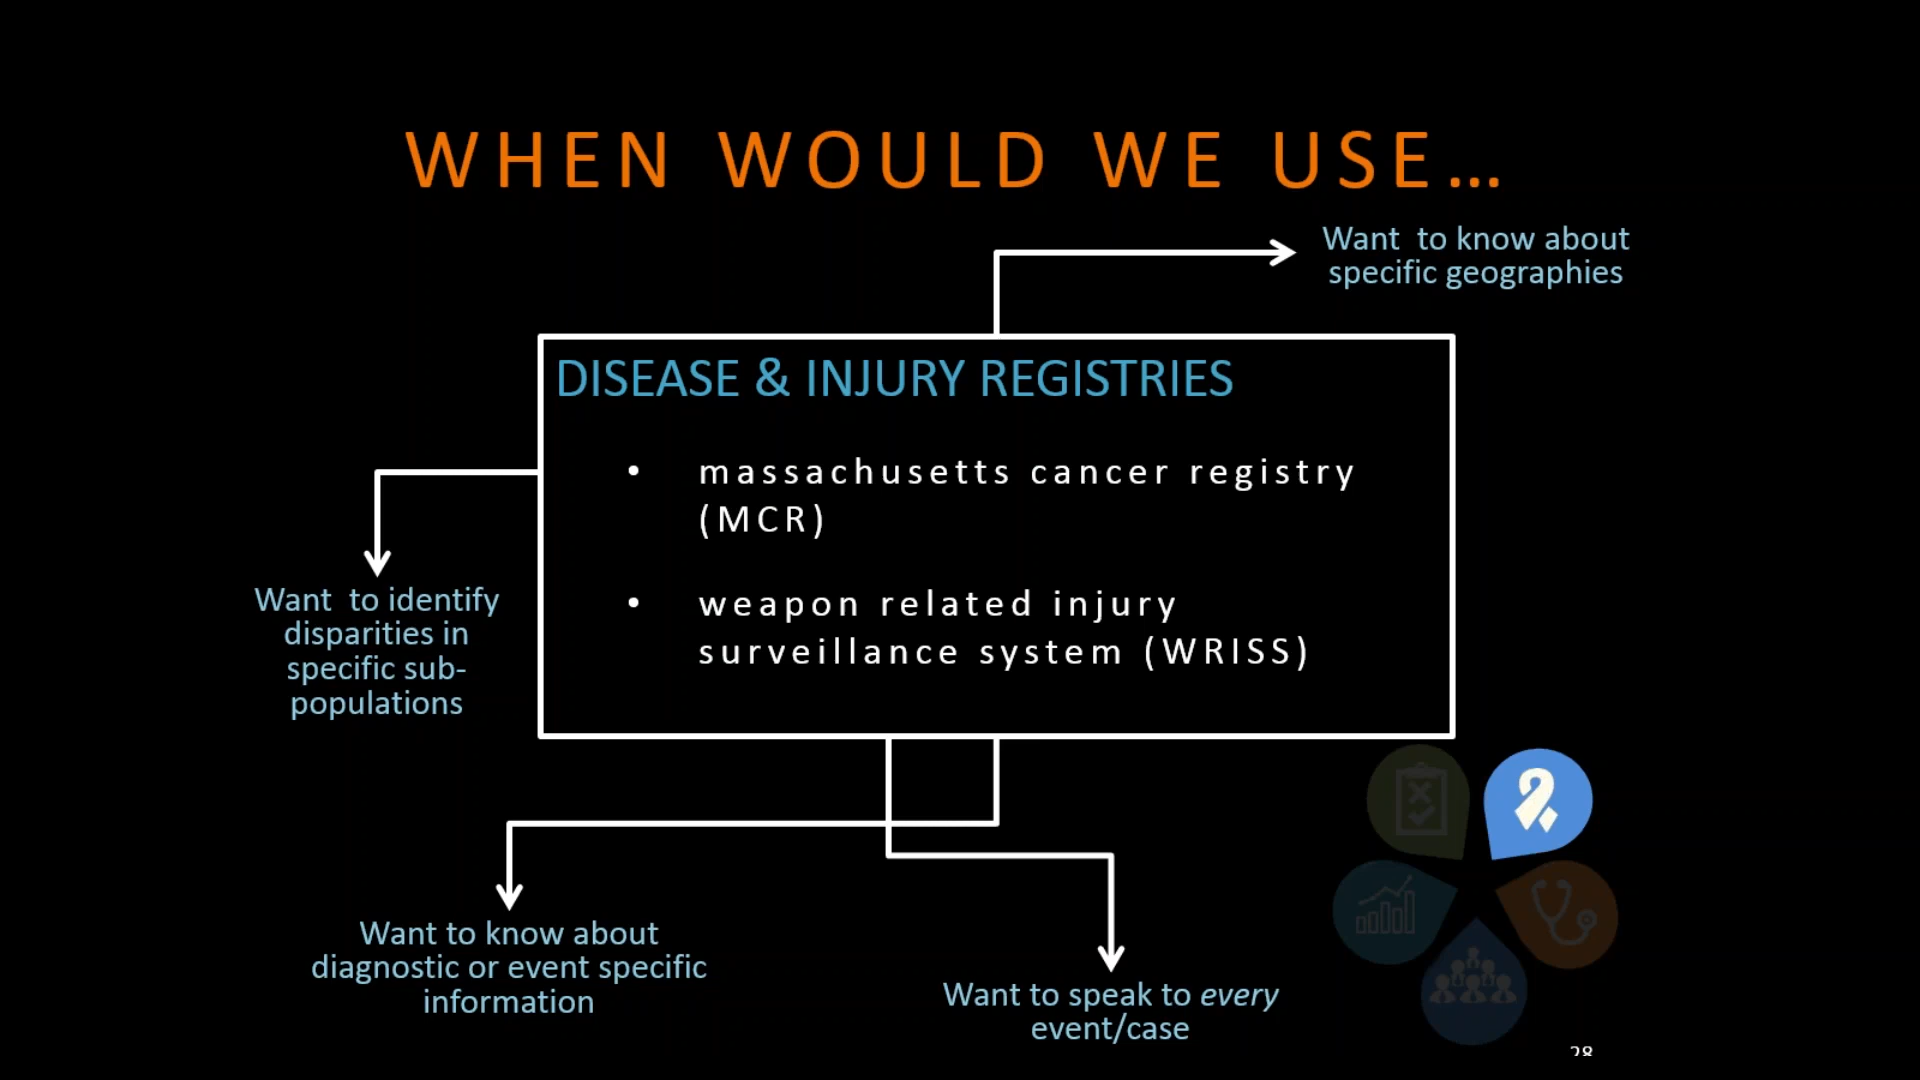 WHEN WOULD WE USE...
Want  to know about
specific geographies
DISEASE & INJURY REGISTRIES
• massachusetts cancer registry
(MCR)
• weapon related injury
surveillance system (WRISS)
Want  to identify
disparities in
specific sub-
populations
Want to know about
diagnostic or event specific
information
Want to speak to every
event/case
28